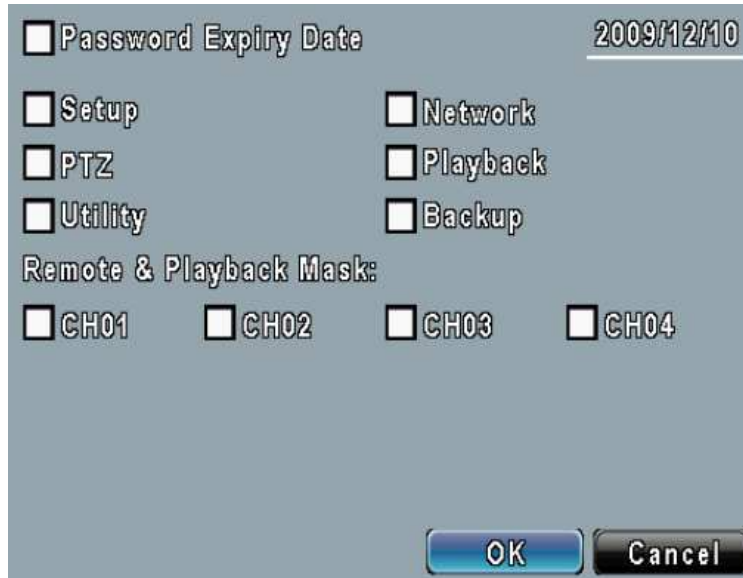 Password Expiry Date 2009/12/10
Setup Network
PTZ Playback
Utility Backup
Remote & Playback Mask:
CH01 CH02 CH03 CH04
OK Cancel